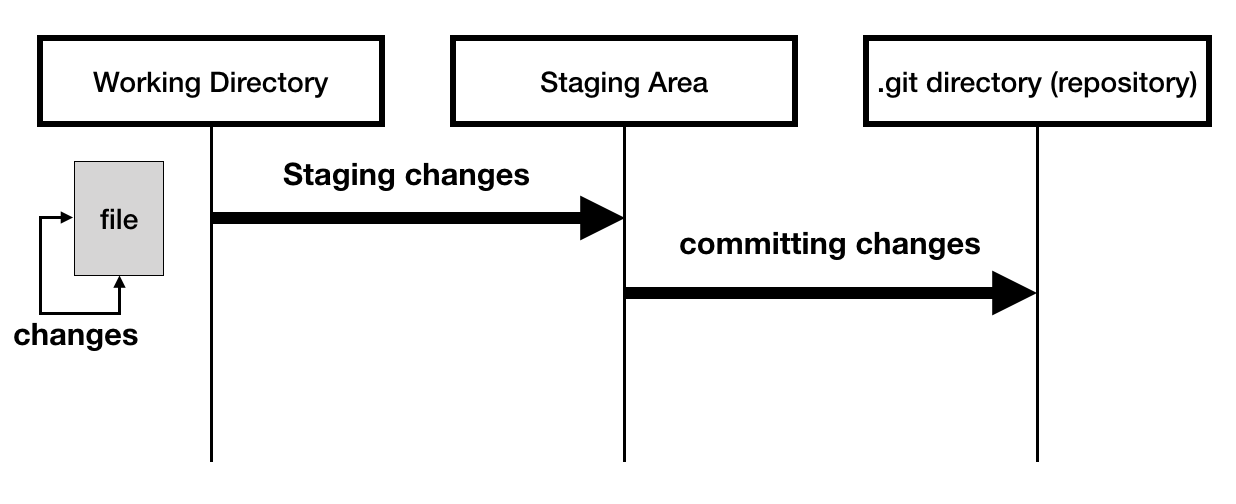 Working Directory
Staging Area
.git directory (repository)
Staging changes
file
committing changes
changes